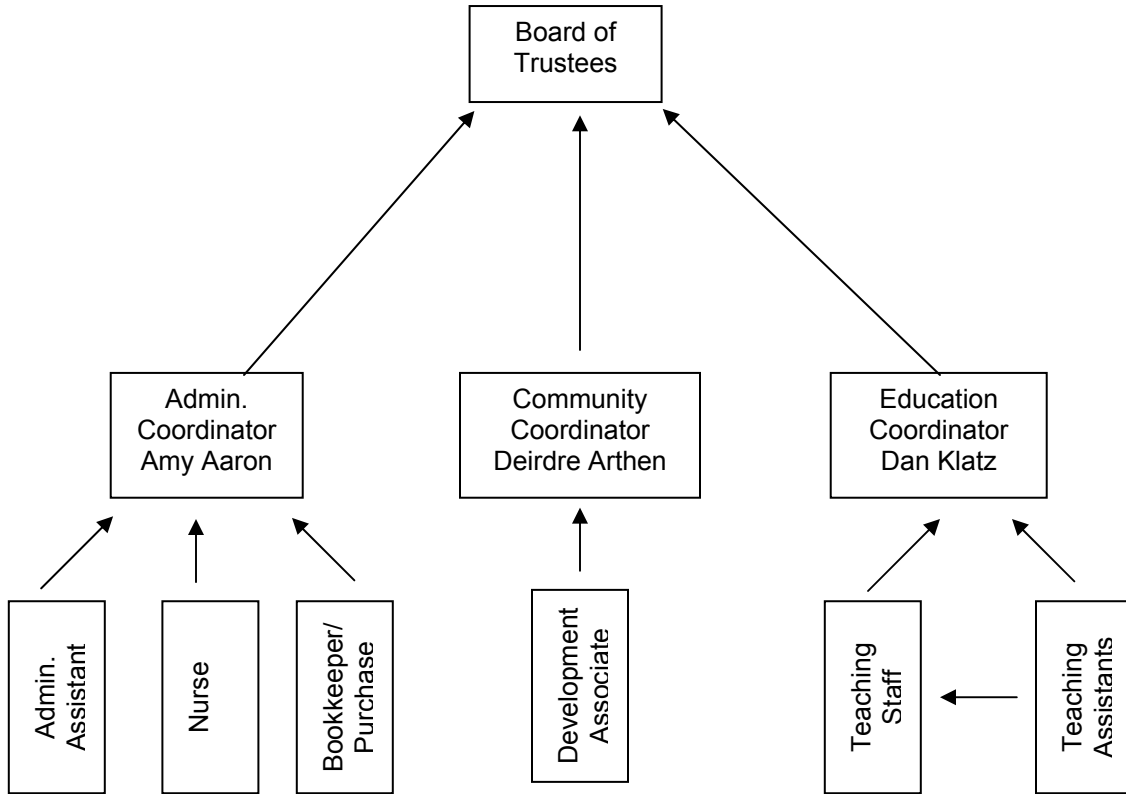 Board of
Trustees
Admin.
Coordinator
Amy Aaron
Community
Coordinator
Deirdre Arthen
Education
Coordinator
Dan Klatz
Admin.
Assistant
Nurse
Bookkeeper/
Purchase
Development
Associate
Teaching
Staff
Teaching
Assistants